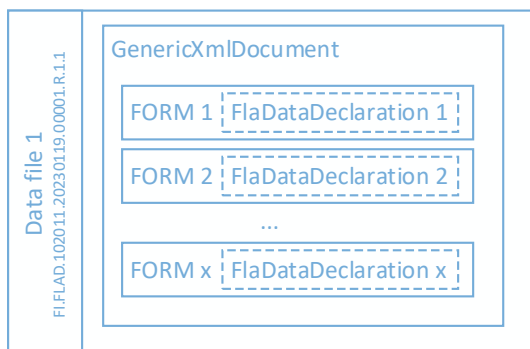 Data file 1
FI.FLAD.102011.20230119.00001.R.1.1
GenericXmlDocument
FORM 1 FlaDataDeclaration 1
FORM 2 FlaDataDeclaration 2
...
FORM x FlaDataDeclaration x